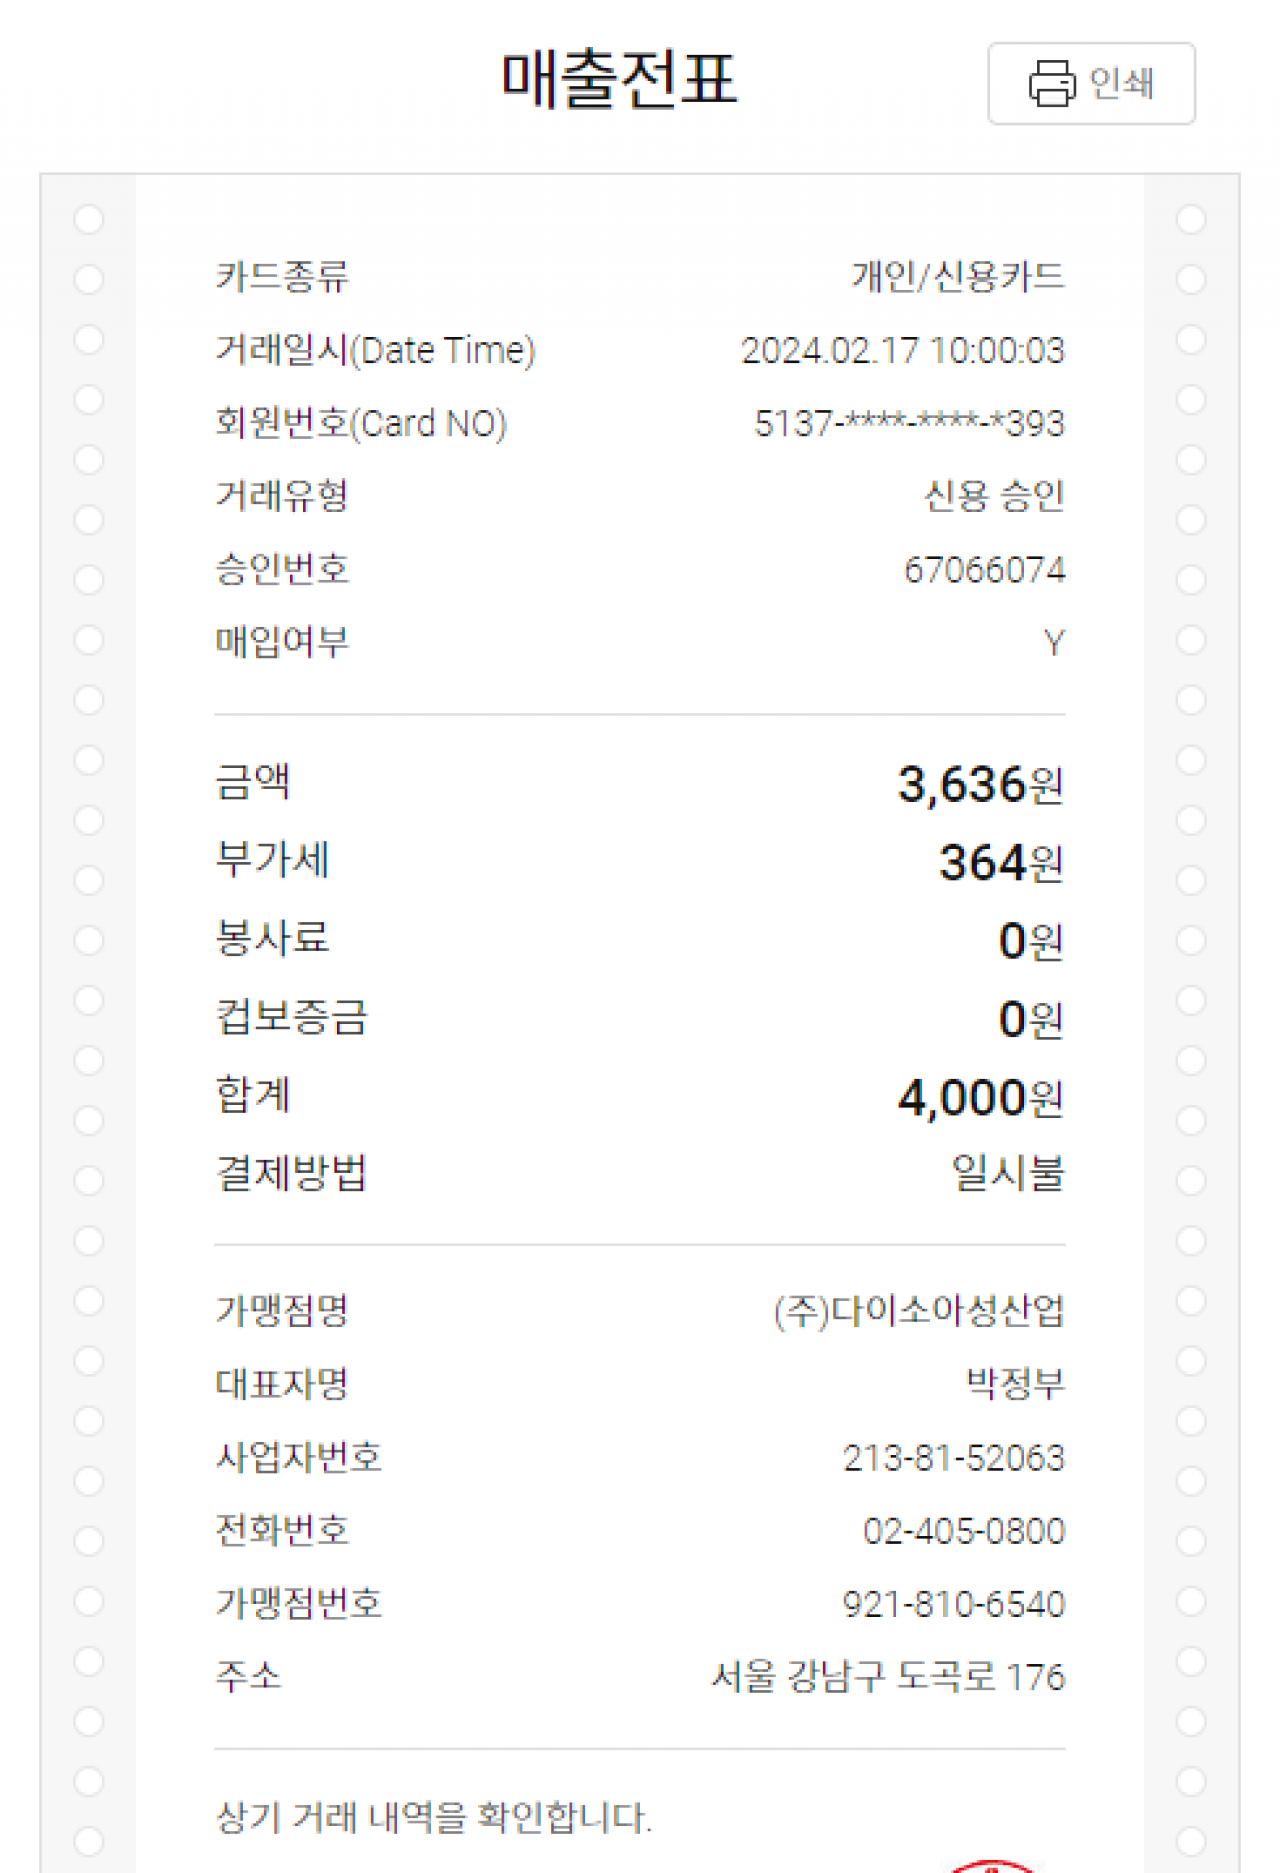 매출전표
인쇄
카드종류 개인/신용카드
거래일시(Date Time) 2024.02.17 10:00:03
회원번호(Card NO) 5137-****-****-*393
거래유형 신용 승인
승인번호 67066074
매입여부 Y
금액 3,636원
부가세 364원
봉사료 0원
컵보증금 0원
합계 4,000원
결제방법 일시불
가맹점명 (주)다이소아성산업
대표자명 박정부
사업자번호 213-81-52063
전화번호 02-405-0800
가맹점번호 921-810-6540
주소 서울 강남구 도곡로 176
상기 거래 내역을 확인합니다.